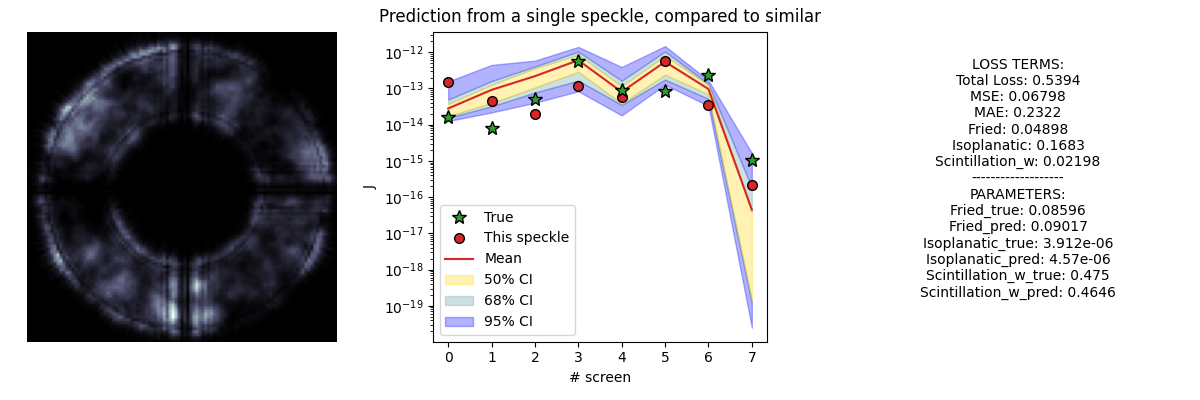 Prediction from a single speckle, compared to similar
10⁻¹²
10⁻¹³
10⁻¹⁴
10⁻¹⁵
10⁻¹⁶
10⁻¹⁷
10⁻¹⁸
10⁻¹⁹
J
True
This speckle
Mean
50% CI
68% CI
95% CI
0 1 2 3 4 5 6 7
# screen
LOSS TERMS:
Total Loss: 0.5394
MSE: 0.06798
MAE: 0.2322
Fried: 0.04898
Isoplanatic: 0.1683
Scintillation_w: 0.02198
-------------------
PARAMETERS:
Fried_true: 0.08596
Fried_pred: 0.09017
Isoplanatic_true: 3.912e-06
Isoplanatic_pred: 4.57e-06
Scintillation_w_true: 0.475
Scintillation_w_pred: 0.4646